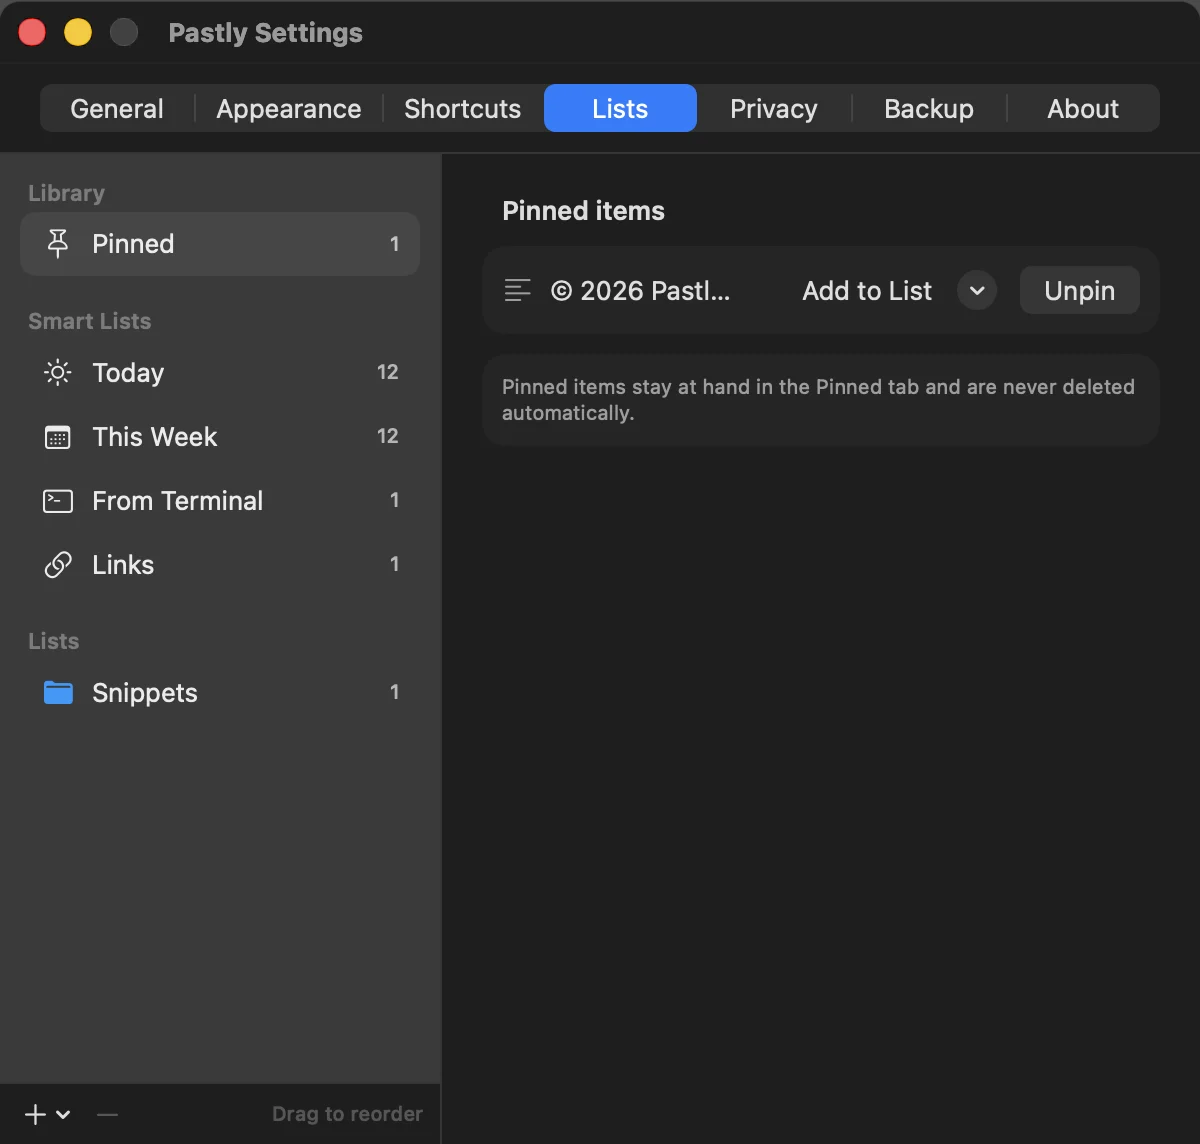 Pastly Settings
General
Appearance
Shortcuts
Lists
Privacy
Backup
About
Library
Pinned 1
Smart Lists
Today 12
This Week 12
From Terminal 1
Links 1
Lists
Snippets 1
Drag to reorder
Pinned items
© 2026 Pastl...
Add to List
Unpin
Pinned items stay at hand in the Pinned tab and are never deleted
automatically.